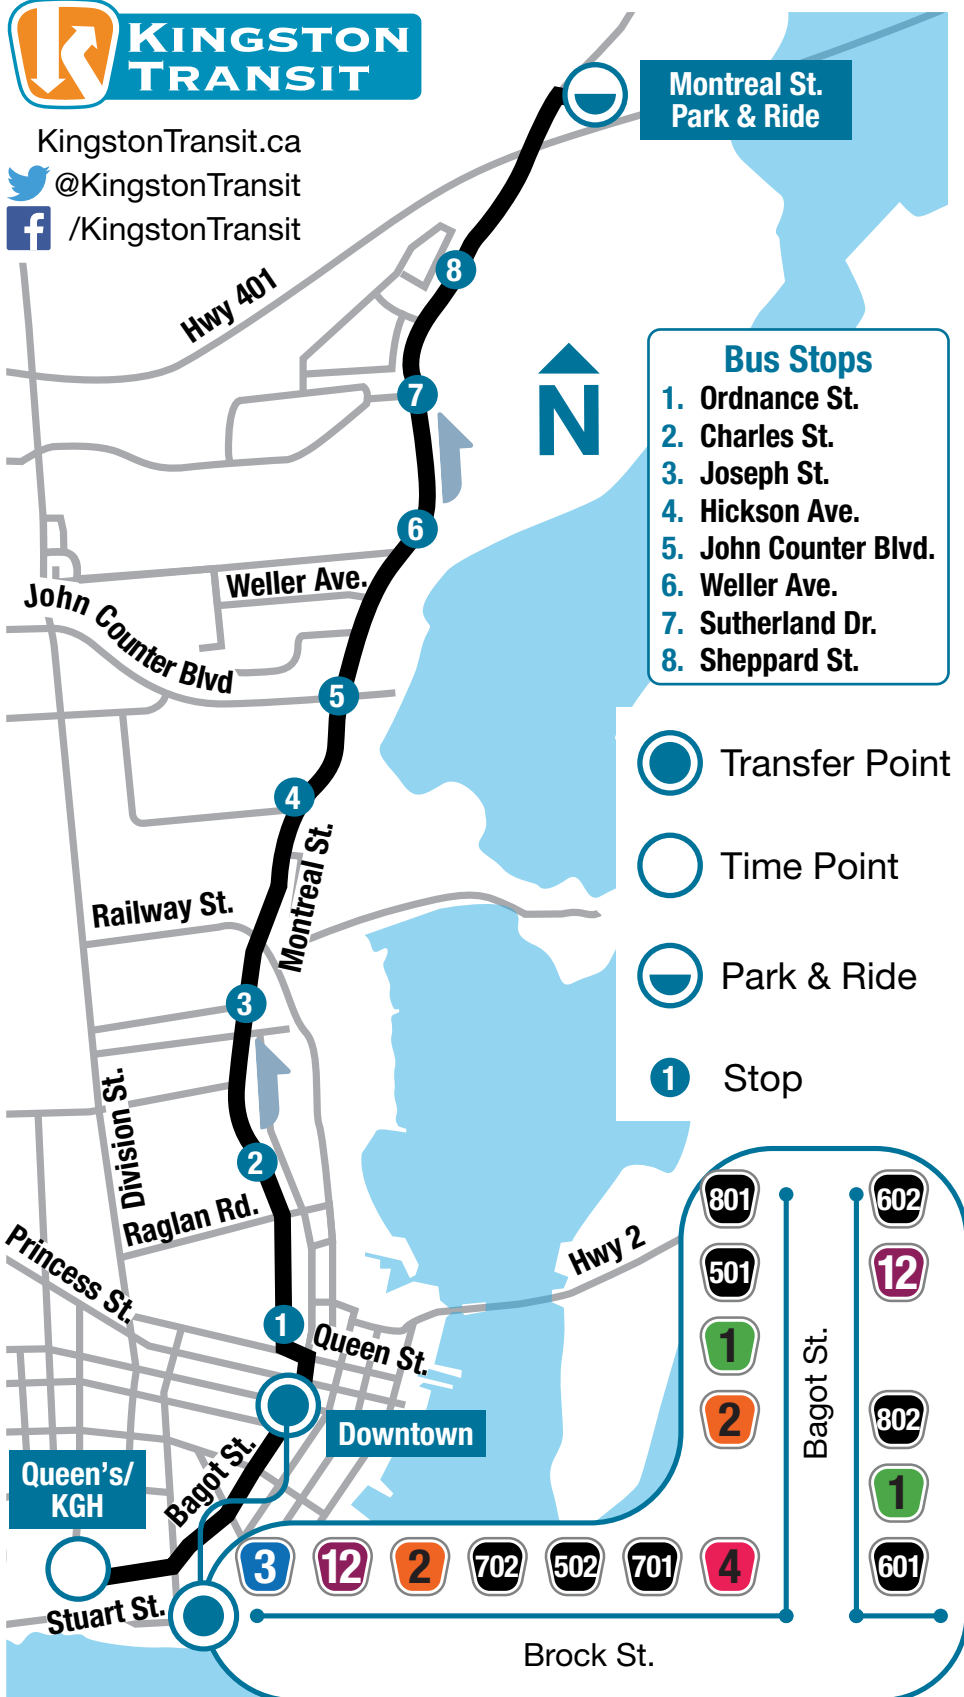 KINGSTON
TRANSIT
KingstonTransit.ca
@KingstonTransit
/KingstonTransit
Montreal St.
Park & Ride
Hwy 401
8
7
N
Bus Stops
1. Ordnance St.
2. Charles St.
3. Joseph St.
4. Hickson Ave.
5. John Counter Blvd.
6. Weller Ave.
7. Sutherland Dr.
8. Sheppard St.
6
Weller Ave.
John Counter Blvd
5
4
Montreal St.
Railway St.
3
Division St.
2
Raglan Rd.
Princess St.
1
Queen St.
Hwy 2
Downtown
Queen's/
KGH
Bagot St.
Stuart St.
Transfer Point
Time Point
Park & Ride
1 Stop
801
501
1
2
Bagot St.
602
12
802
1
601
3 12 2 702 502 701 4
Brock St.